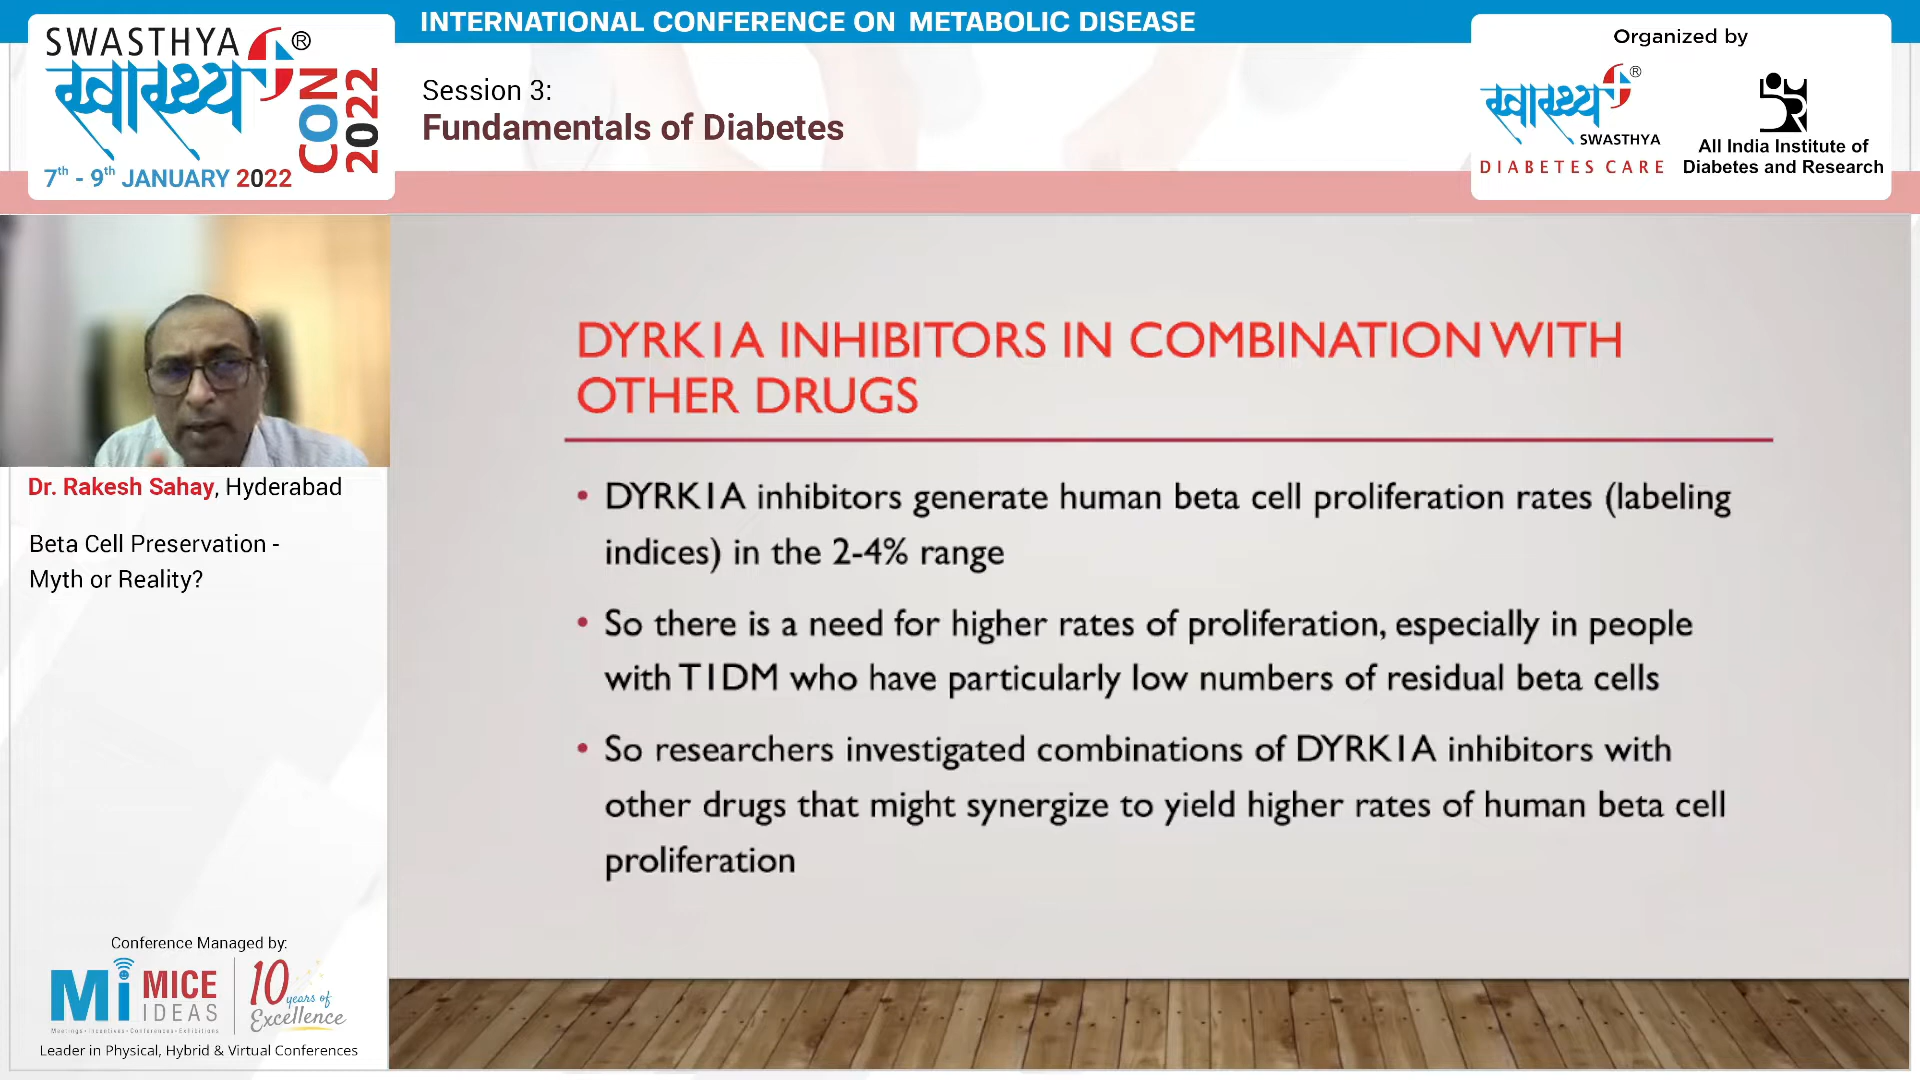 INTERNATIONAL CONFERENCE ON METABOLIC DISEASE
SWASTHYA ®
स्वास्थ्य
CON 2022
7th - 9th JANUARY 2022
Session 3:
Fundamentals of Diabetes
Organized by
स्वास्थ्य ®
SWASTHYA
DIABETES CARE
All India Institute of
Diabetes and Research
Dr. Rakesh Sahay, Hyderabad
Beta Cell Preservation -
Myth or Reality?
DYRK1A INHIBITORS IN COMBINATION WITH
OTHER DRUGS
• DYRK1A inhibitors generate human beta cell proliferation rates (labeling
indices) in the 2-4% range
• So there is a need for higher rates of proliferation, especially in people
with T1DM who have particularly low numbers of residual beta cells
• So researchers investigated combinations of DYRK1A inhibitors with
other drugs that might synergize to yield higher rates of human beta cell
proliferation
Conference Managed by:
Mi MICE
IDEAS
Meetings • Incentives • Conferences • Exhibitions
10 years of
Excellence
Leader in Physical, Hybrid & Virtual Conferences